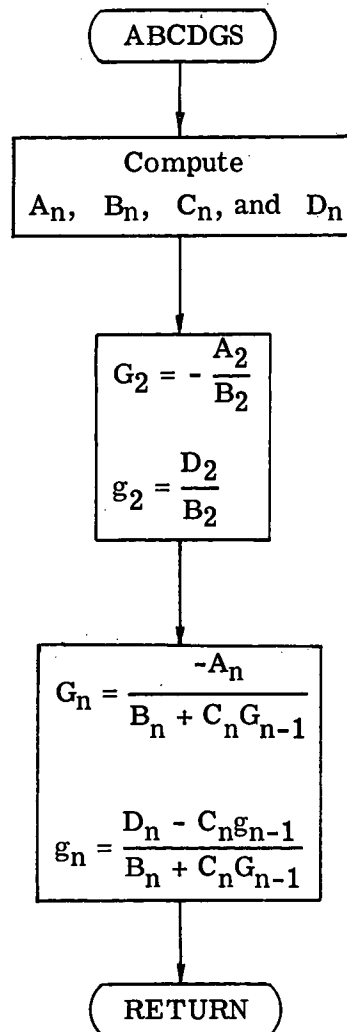 ABCDGS
Compute
Aₙ, Bₙ, Cₙ, and Dₙ
G₂ = - A₂/B₂
g₂ = D₂/B₂
Gₙ = -Aₙ/(Bₙ + CₙGₙ₋₁)
gₙ = (Dₙ - Cₙgₙ₋₁)/(Bₙ + CₙGₙ₋₁)
RETURN